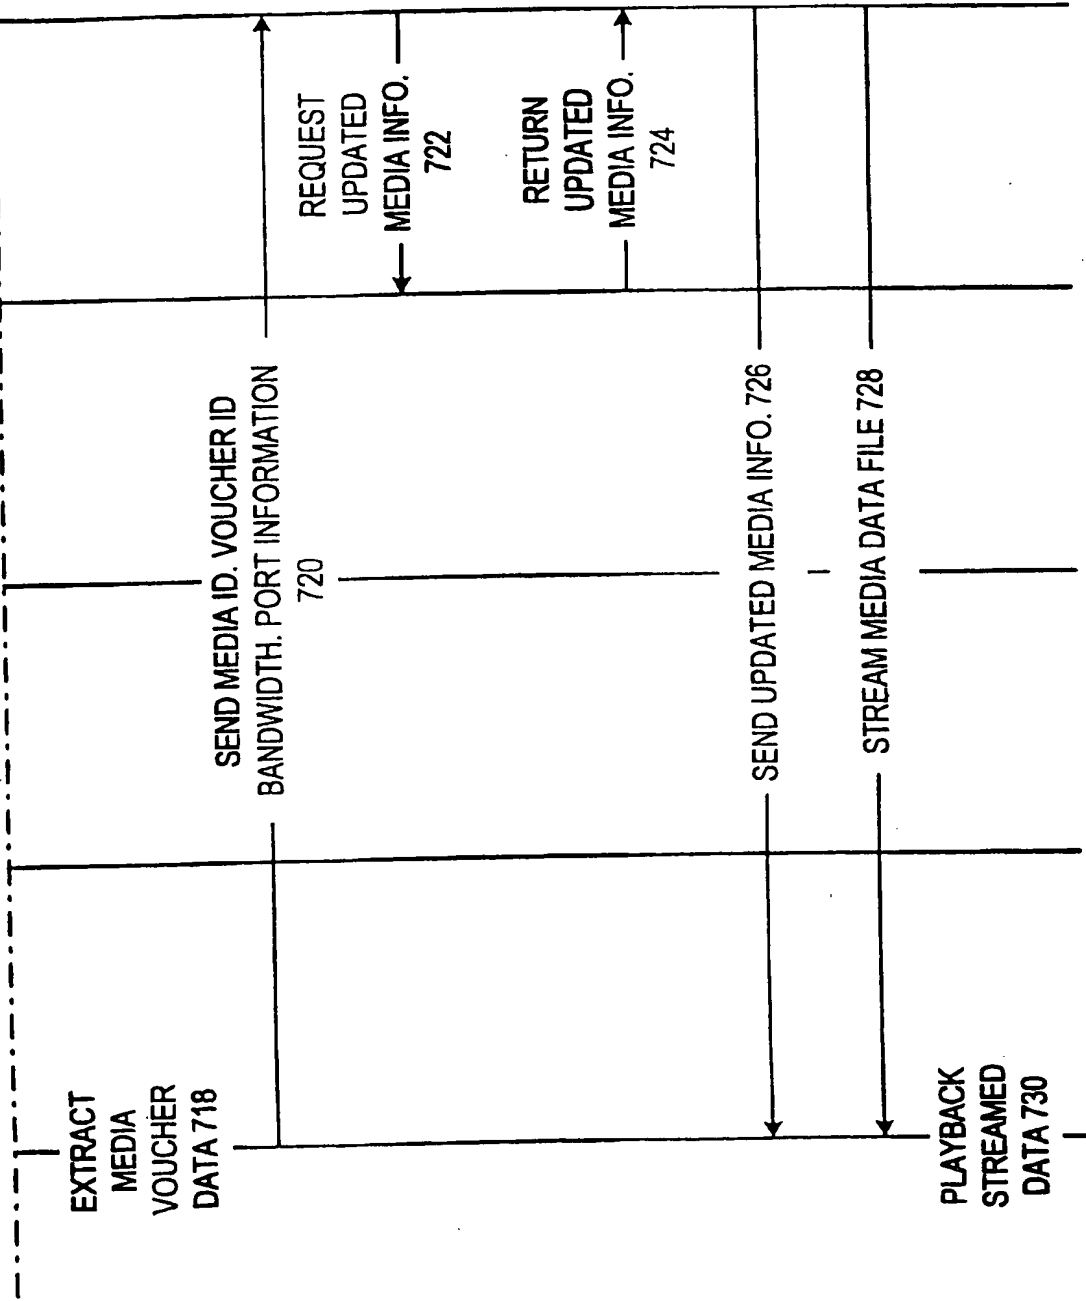 EXTRACT
MEDIA
VOUCHER
DATA 718
SEND MEDIA ID. VOUCHER ID
BANDWIDTH. PORT INFORMATION
720
REQUEST
UPDATED
MEDIA INFO.
722
RETURN
UPDATED
MEDIA INFO.
724
SEND UPDATED MEDIA INFO. 726
STREAM MEDIA DATA FILE 728
PLAYBACK
STREAMED
DATA 730